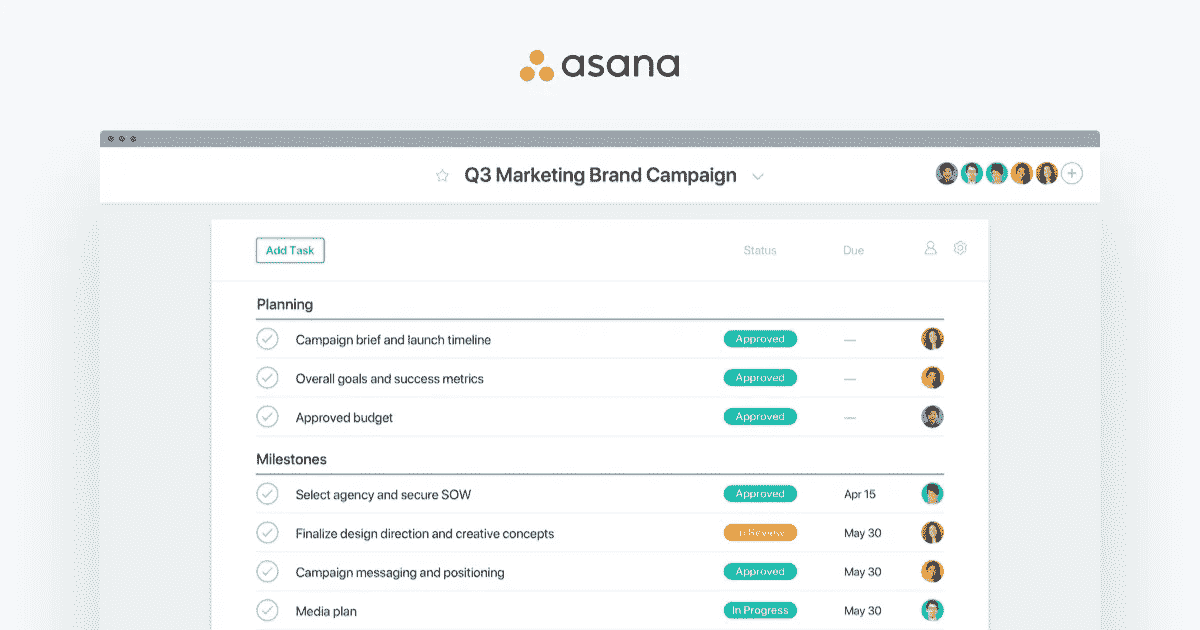 asana
Q3 Marketing Brand Campaign
Add Task Status Due
Planning
Campaign brief and launch timeline Approved —
Overall goals and success metrics Approved —
Approved budget Approved —
Milestones
Select agency and secure SOW Approved Apr 15
Finalize design direction and creative concepts In Review May 30
Campaign messaging and positioning Approved May 30
Media plan In Progress May 30